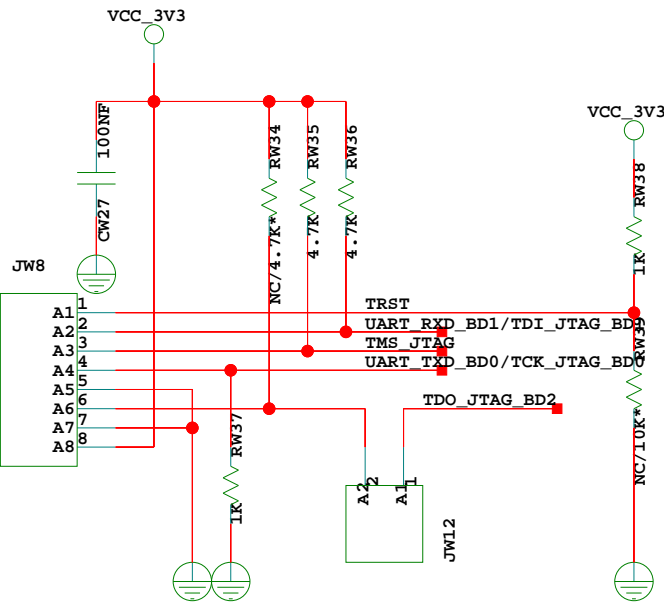 VCC_3V3
VCC_3V3
100NF
CW27
RW34
NC/4.7K*
RW35
4.7K
RW36
4.7K
RW38
1K
JW8
A1 1 TRST
A2 2 UART_RXD_BD1/TDI_JTAG_BD1
A3 3 TMS_JTAG
A4 4 UART_TXD_BD0/TCK_JTAG_BD0
A5 5
A6 6
A7 7
A8 8
TDO_JTAG_BD2
RW39
NC/10K*
RW37
1K
A2 2
A1 1
JW12